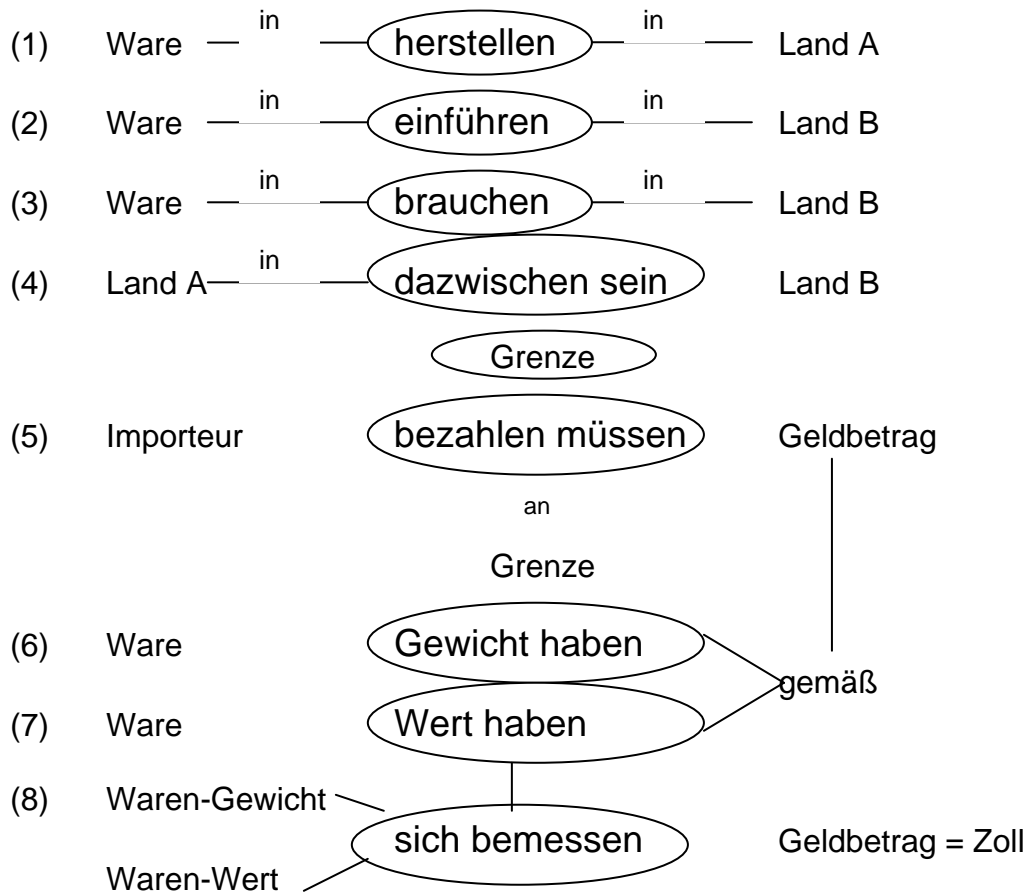 in in
(1) Ware herstellen Land A
in in
(2) Ware einführen Land B
in in
(3) Ware brauchen Land B
in
(4) Land A dazwischen sein Land B
Grenze
(5) Importeur bezahlen müssen Geldbetrag
an
Grenze
(6) Ware Gewicht haben
gemäß
(7) Ware Wert haben
(8) Waren-Gewicht
sich bemessen Geldbetrag = Zoll
Waren-Wert